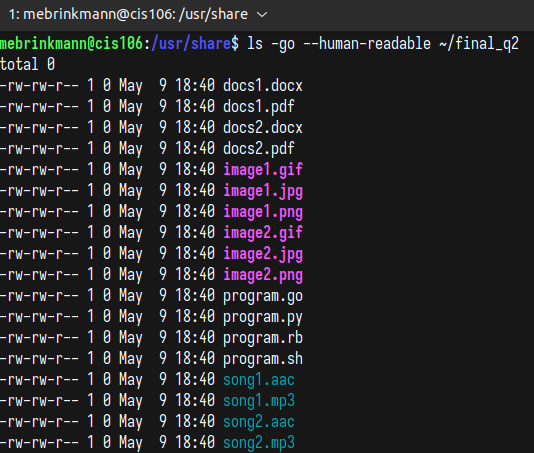 1: mebrinkmann@cis106: /usr/share
mebrinkmann@cis106:/usr/share$ ls -go --human-readable ~/final_q2
total 0
-rw-rw-r-- 1 0 May  9 18:40 docs1.docx
-rw-rw-r-- 1 0 May  9 18:40 docs1.pdf
-rw-rw-r-- 1 0 May  9 18:40 docs2.docx
-rw-rw-r-- 1 0 May  9 18:40 docs2.pdf
-rw-rw-r-- 1 0 May  9 18:40 image1.gif
-rw-rw-r-- 1 0 May  9 18:40 image1.jpg
-rw-rw-r-- 1 0 May  9 18:40 image1.png
-rw-rw-r-- 1 0 May  9 18:40 image2.gif
-rw-rw-r-- 1 0 May  9 18:40 image2.jpg
-rw-rw-r-- 1 0 May  9 18:40 image2.png
-rw-rw-r-- 1 0 May  9 18:40 program.go
-rw-rw-r-- 1 0 May  9 18:40 program.py
-rw-rw-r-- 1 0 May  9 18:40 program.rb
-rw-rw-r-- 1 0 May  9 18:40 program.sh
-rw-rw-r-- 1 0 May  9 18:40 song1.aac
-rw-rw-r-- 1 0 May  9 18:40 song1.mp3
-rw-rw-r-- 1 0 May  9 18:40 song2.aac
-rw-rw-r-- 1 0 May  9 18:40 song2.mp3